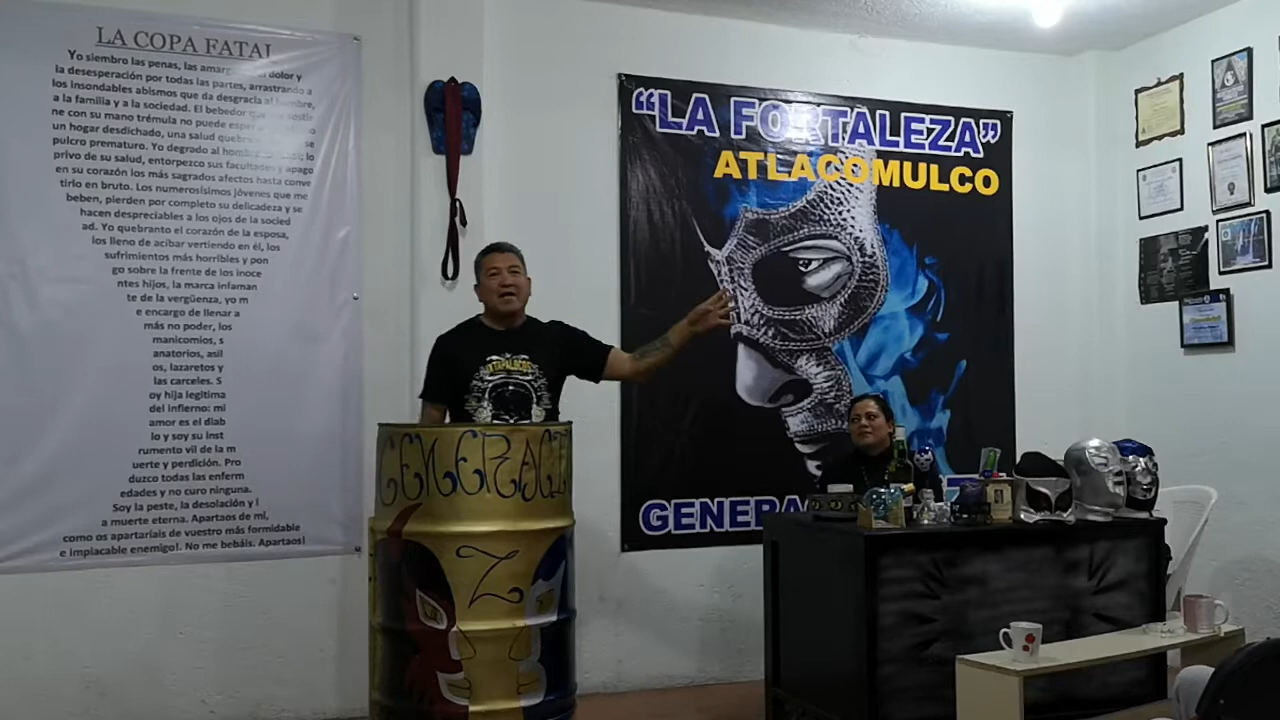 LA COPA FATAL
Yo siembro las penas, las amarg dolor y
la desesperación por todas las partes, arrastrando a
los insondables abismos que da desgracia al hombre,
a la familia y a la sociedad. El bebedor que
ne con su mano trémula no puede
un hogar desdichado, una salud se
pulcro prematuro. Yo degrado al lo
privo de su salud, entorpezco sus facultades apago
en su corazón los más sagrados afectos hasta conve
tirlo en bruto. Los numerosísimos jóvenes que me
beben, pierden por completo su delicadeza y se
hacen despreciables a los ojos de la socied
ad. Yo quebranto el corazón de la esposa,
los lleno de acíbar vertiendo en él, los
sufrimientos más horribles y pon
go sobre la frente de los inoce
ntes hijos, la marca infaman
te de la vergüenza, yo m
e encargo de llenar a
más no poder, los
manicomios, s
anatorios, asil
os, lazaretos y
las carceles. S
oy hija legitima
del infierno: mi
amor es el diab
lo y soy su inst
rumento vil de la m
uerte y perdición. Pro
duzco todas las enferm
edades y no curo ninguna.
Soy la peste, la desolación y l
a muerte eterna. Apartaos de mi,
como os apartaríais de vuestro más formidable
e implacable enemigo!. No me bebáis. Apartaos!
"LA FORTALEZA"
ATLACOMULCO
GENERA Z
IXTAPALOCOS
GENERACI
Z